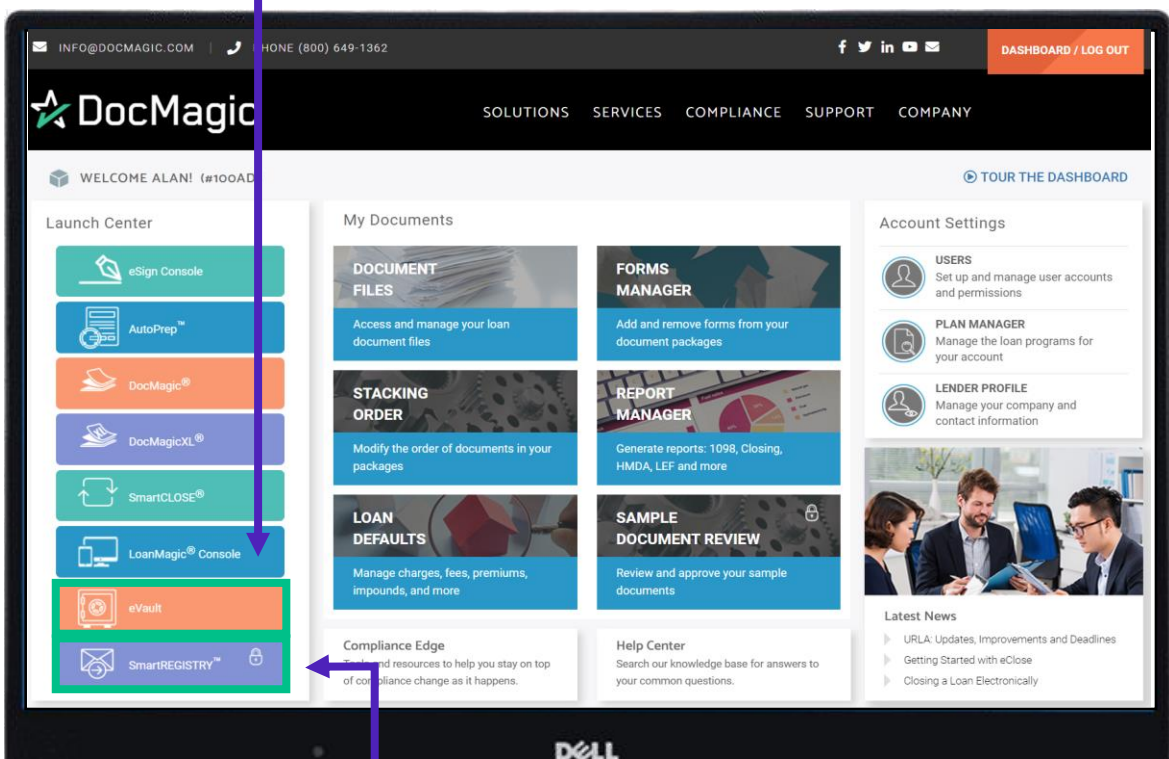 INFO@DOCMAGIC.COM | PHONE (800) 649-1362
DASHBOARD / LOG OUT
DocMagic
SOLUTIONS SERVICES COMPLIANCE SUPPORT COMPANY
WELCOME ALAN! (#100AD
TOUR THE DASHBOARD
Launch Center
eSign Console
AutoPrep™
DocMagic®
DocMagicXL®
SmartCLOSE®
LoanMagic® Console
eVault
SmartREGISTRY™
My Documents
DOCUMENT
FILES
Access and manage your loan
document files
FORMS
MANAGER
Add and remove forms from your
document packages
STACKING
ORDER
Modify the order of documents in your
packages
REPORT
MANAGER
Generate reports: 1098, Closing,
HMDA, LEF and more
LOAN
DEFAULTS
Manage charges, fees, premiums,
impounds, and more
SAMPLE
DOCUMENT REVIEW
Review and approve your sample
documents
Compliance Edge
Tools and resources to help you stay on top
of compliance change as it happens.
Help Center
Search our knowledge base for answers to
your common questions.
Account Settings
USERS
Set up and manage user accounts
and permissions
PLAN MANAGER
Manage the loan programs for
your account
LENDER PROFILE
Manage your company and
contact information
Latest News
URLA: Updates, Improvements and Deadlines
Getting Started with eClose
Closing a Loan Electronically
DELL